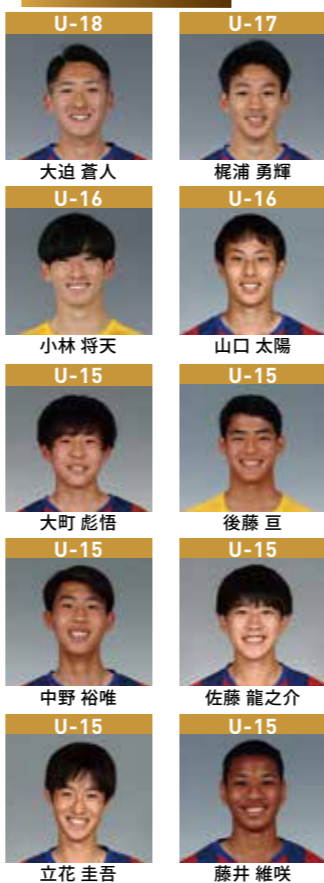 U-18
U-17
大迫 蒼人
梶浦 勇輝
U-16
U-16
小林 将天
山口 太陽
U-15
U-15
大町 彪悟
後藤 亘
U-15
U-15
中野 裕唯
佐藤 龍之介
U-15
U-15
立花 圭吾
藤井 維咲